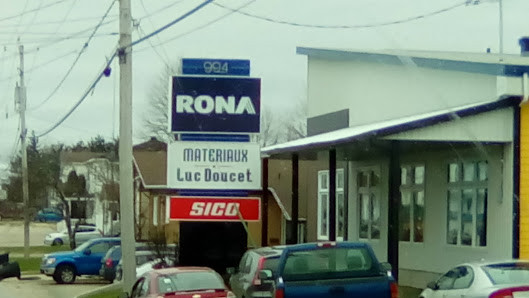 994
RONA
MATERIAUX
Luc Doucet
SICO